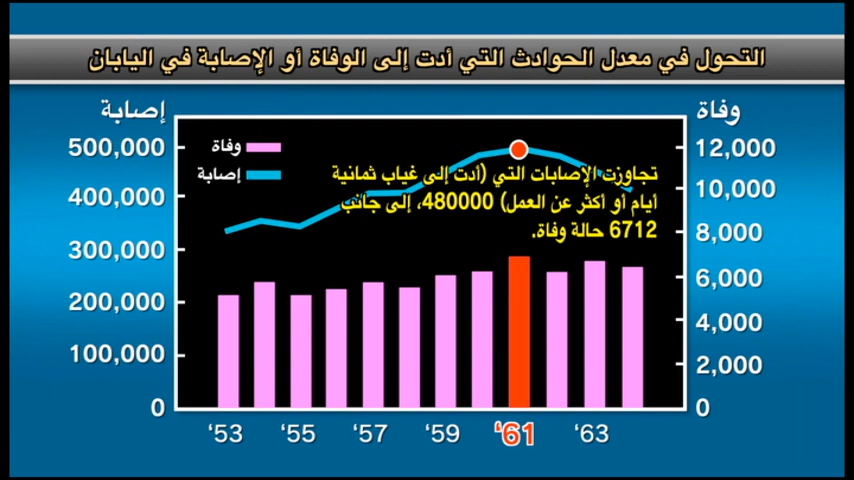 التحول في معدل الحوادث التي أدت إلى الوفاة أو الإصابة في اليابان
وفاة
إصابة
وفاة
إصابة
تجاوزت الإصابات التي (أدت إلى غياب ثمانية
أيام أو أكثر عن العمل) 480000، إلى جانب
6712 حالة وفاة.
500,000
400,000
300,000
200,000
100,000
0
12,000
10,000
8,000
6,000
4,000
2,000
0
‘53 ‘55 ‘57 ‘59 ‘61 ‘63